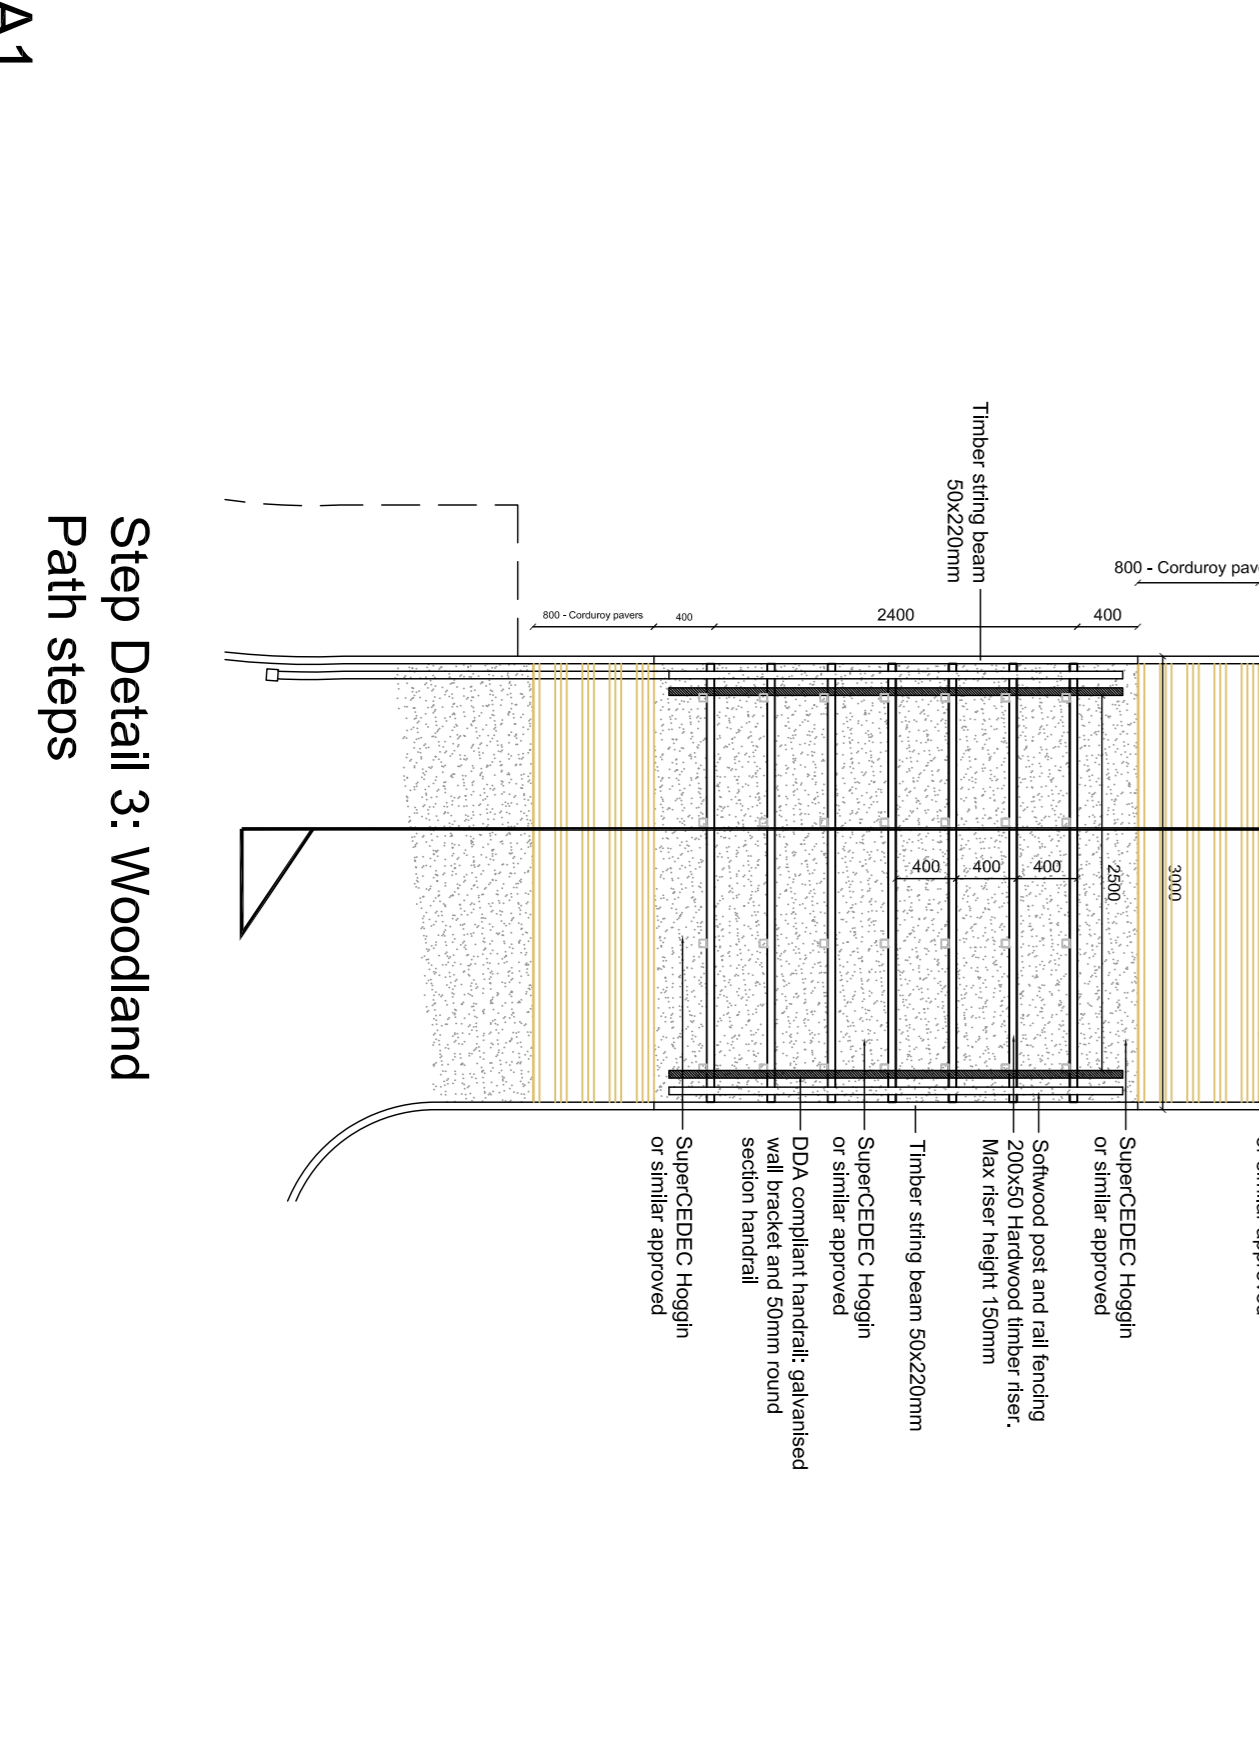 A1
Step Detail 3: Woodland
Path steps
Timber string beam
50x220mm
800 - Corduroy pavers
400
2400
400
800 - Corduroy
400
400
400
2500
3000
SuperCEDEC Hoggin
or similar approved
Softwood post and rail fencing
200x50 Hardwood timber riser.
Max riser height 150mm
Timber string beam 50x220mm
SuperCEDEC Hoggin
or similar approved
DDA compliant handrail: galvanised
wall bracket and 50mm round
section handrail
SuperCEDEC Hoggin
or similar approved